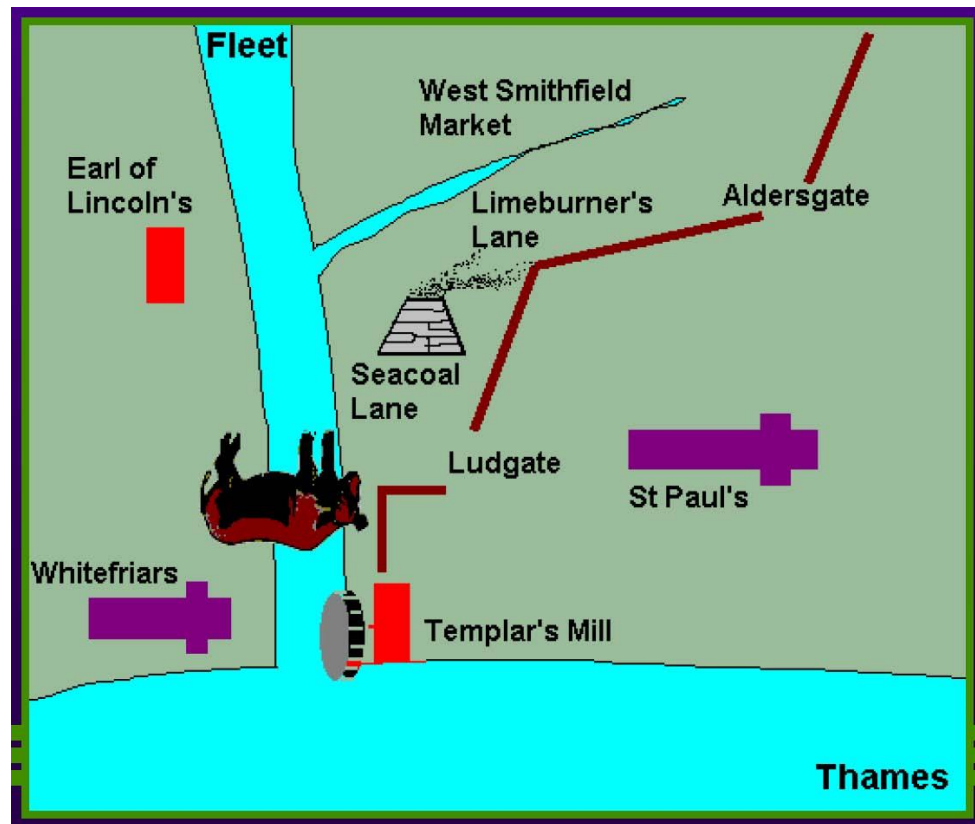 Fleet
West Smithfield
Market
Earl of
Lincoln's
Limeburner's
Lane
Aldersgate
Seacoal
Lane
Ludgate
St Paul's
Whitefriars
Templar's Mill
Thames